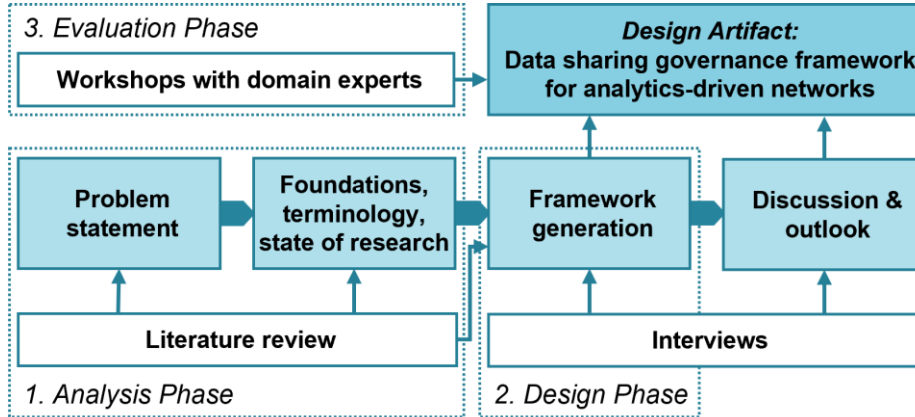 3. Evaluation Phase
Workshops with domain experts
Design Artifact:
Data sharing governance framework
for analytics-driven networks
Problem
statement
Foundations,
terminology,
state of research
Framework
generation
Discussion &
outlook
Literature review
Interviews
1. Analysis Phase
2. Design Phase